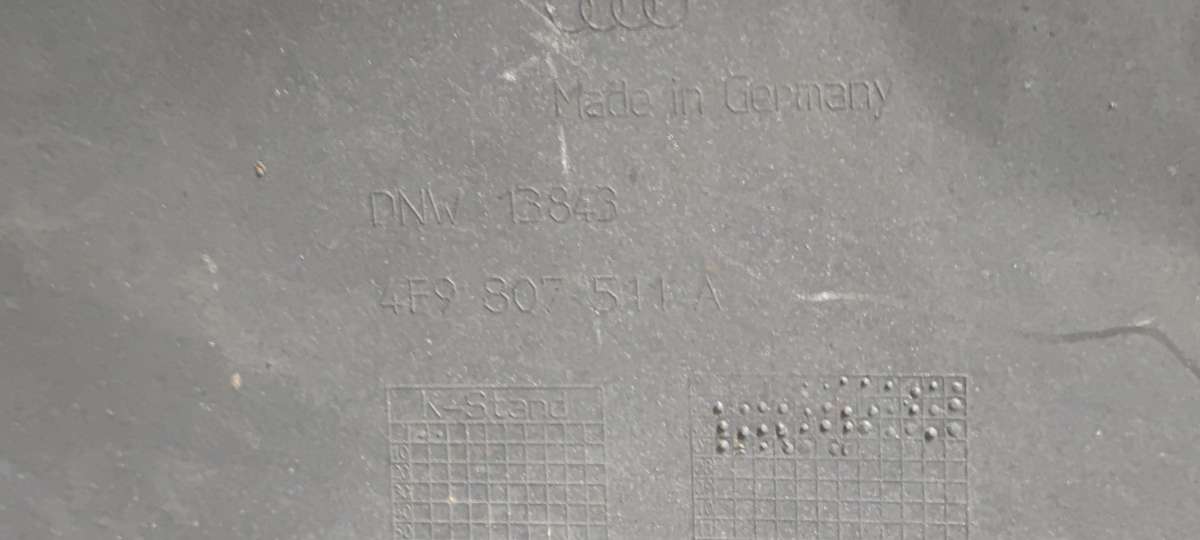 Made in Germany
DNW 13843
4F9 807 511 A
K-Stand